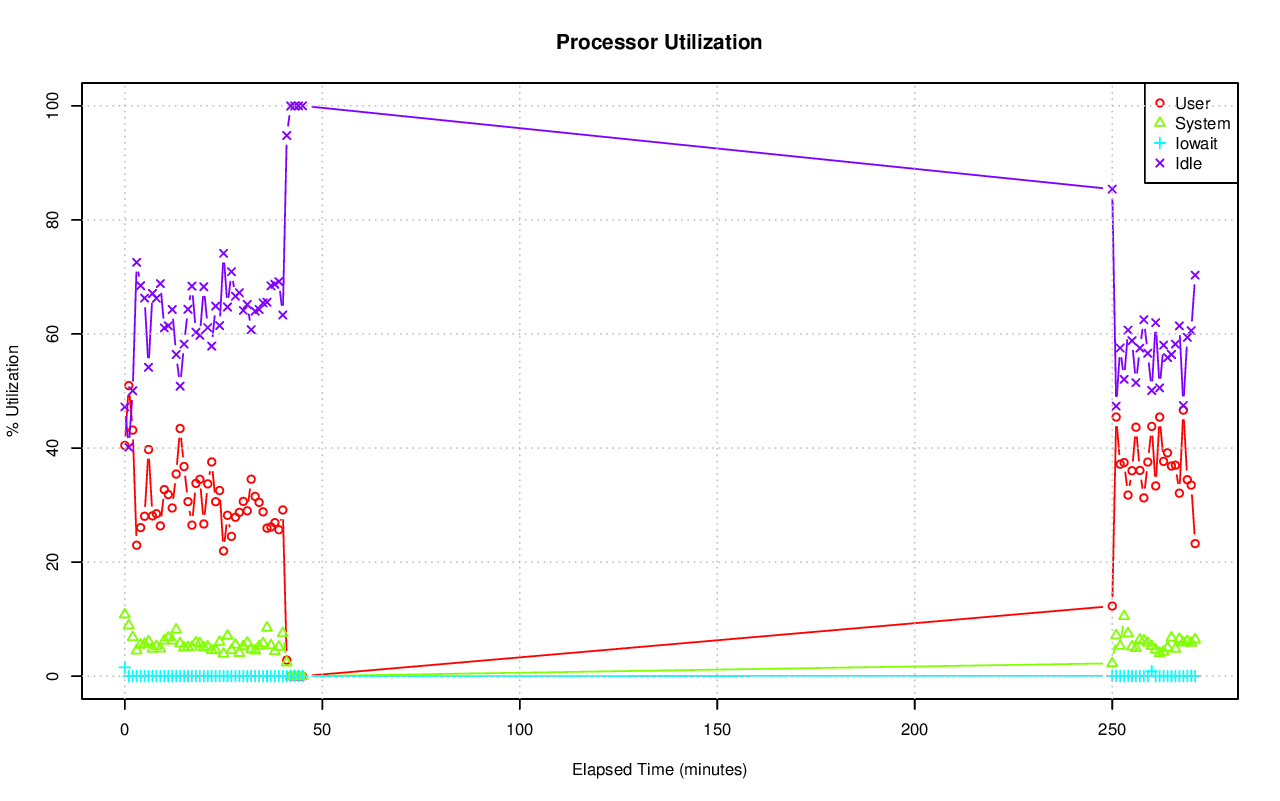 Processor Utilization
100
80
60
40
20
0
% Utilization
User
System
Iowait
Idle
0 50 100 150 200 250
Elapsed Time (minutes)